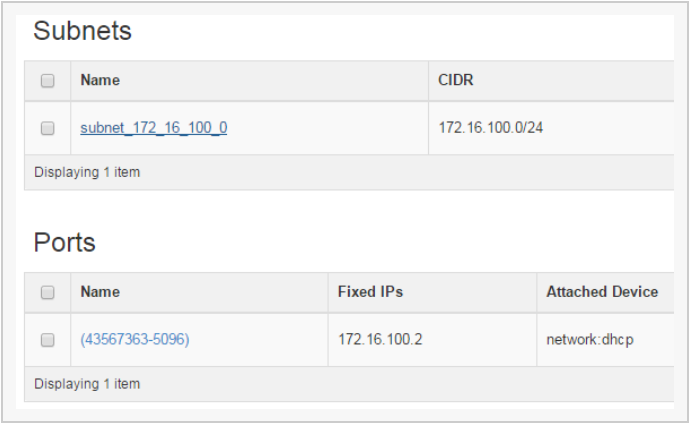 Subnets
Name CIDR
subnet_172_16_100_0 172.16.100.0/24
Displaying 1 item
Ports
Name Fixed IPs Attached Device
(43567363-5096) 172.16.100.2 network:dhcp
Displaying 1 item